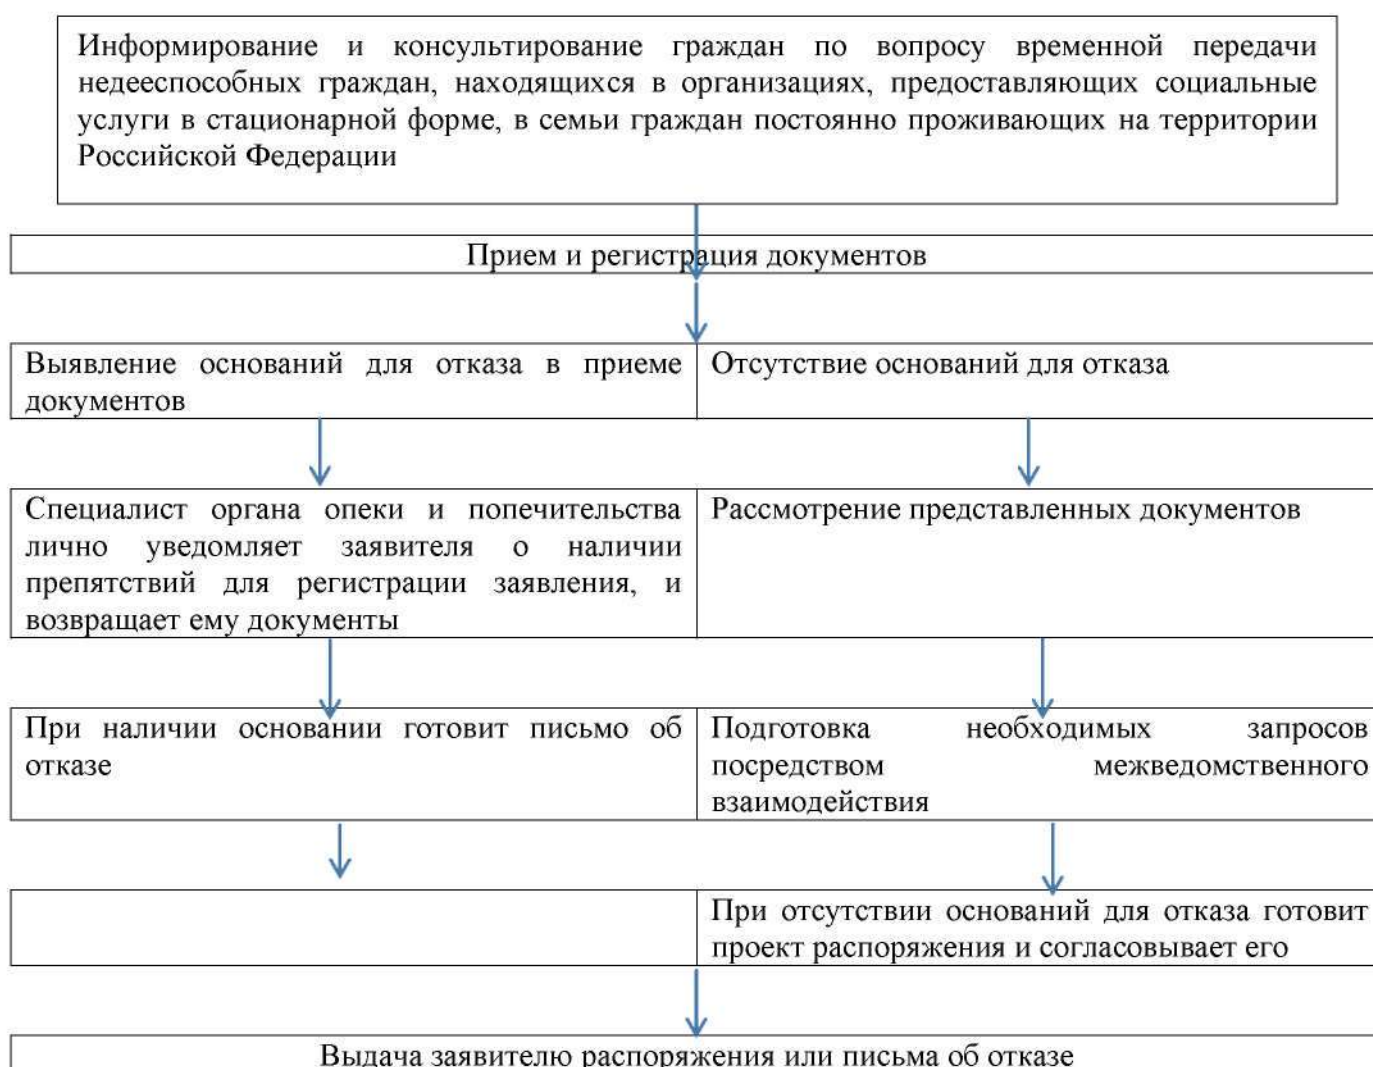 Информирование и консультирование граждан по вопросу временной передачи
недееспособных граждан, находящихся в организациях, предоставляющих социальные
услуги в стационарной форме, в семьи граждан постоянно проживающих на территории
Российской Федерации
Прием и регистрация документов
Выявление оснований для отказа в приеме
документов
Отсутствие оснований для отказа
Специалист органа опеки и попечительства
лично уведомляет заявителя о наличии
препятствий для регистрации заявления, и
возвращает ему документы
Рассмотрение представленных документов
При наличии основании готовит письмо об
отказе
Подготовка необходимых запросов
посредством межведомственного
взаимодействия
При отсутствии оснований для отказа готовит
проект распоряжения и согласовывает его
Выдача заявителю распоряжения или письма об отказе